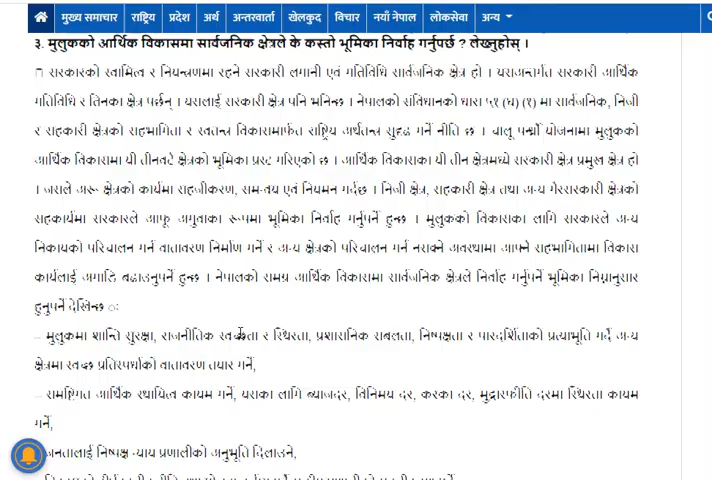 मुख्य समाचार राष्ट्रिय प्रदेश अर्थ अन्तरवार्ता खेलकुद विचार नयाँ नेपाल लोकसेवा अन्य
३. मुलुकको आर्थिक विकासमा सार्वजनिक क्षेत्रले के कस्तो भूमिका निर्वाह गर्नुपर्छ ? लेख्नुहोस् ।
सरकारको स्वामित्व र नियन्त्रणमा रहने सरकारी लगानी एवं गतिविधि सार्वजनिक क्षेत्र हो । यसअन्तर्गत सरकारी आर्थिक
गतिविधि र तिनका क्षेत्र पर्छन् । यसलाई सरकारी क्षेत्र पनि भनिन्छ । नेपालको संविधानको धारा ५१ (घ) (१) मा सार्वजनिक, निजी
र सहकारी क्षेत्रको सहभागिता र स्वतन्त्र विकासमार्फत राष्ट्रिय अर्थतन्त्र सुदृढ गर्ने नीति छ । चालू पन्ध्रौं योजनामा मुलुकको
आर्थिक विकासमा यी तीनवटै क्षेत्रको भूमिका प्रस्ट गरिएको छ । आर्थिक विकासका यी तीन क्षेत्रमध्ये सरकारी क्षेत्र प्रमुख क्षेत्र हो
। जसले अरू क्षेत्रको कार्यमा सहजीकरण, समन्वय एवं नियमन गर्दछ । निजी क्षेत्र, सहकारी क्षेत्र तथा अन्य गैरसरकारी क्षेत्रको
सहकार्यमा सरकारले आफू अगुवाका रूपमा भूमिका निर्वाह गर्नुपर्ने हुन्छ । मुलुकको विकासका लागि सरकारले अन्य
निकायको परिचालन गर्न वातावरण निर्माण गर्ने र अन्य क्षेत्रको परिचालन गर्न नसक्ने अवस्थामा आफ्नै सहभागितामा विकास
कार्यलाई अगाडि बढाउनुपर्ने हुन्छ । नेपालको समग्र आर्थिक विकासमा सार्वजनिक क्षेत्रले निर्वाह गर्नुपर्ने भूमिका निम्नानुसार
हुनुपर्ने देखिन्छ ः
– मुलुकमा शान्ति सुरक्षा, राजनीतिक स्वच्छता र स्थिरता, प्रशासनिक सबलता, निष्पक्षता र पारदर्शिताको प्रत्याभूति गर्दै अन्य
क्षेत्रमा स्वच्छ प्रतिस्पर्धाको वातावरण तयार गर्ने,
– समष्टिगत आर्थिक स्थायित्व कायम गर्ने, यसका लागि ब्याजदर, विनिमय दर, करका दर, मुद्रास्फीति दरमा स्थिरता कायम
गर्ने,
जनतालाई निष्पक्ष न्याय प्रणालीको अनुभूति दिलाउने,